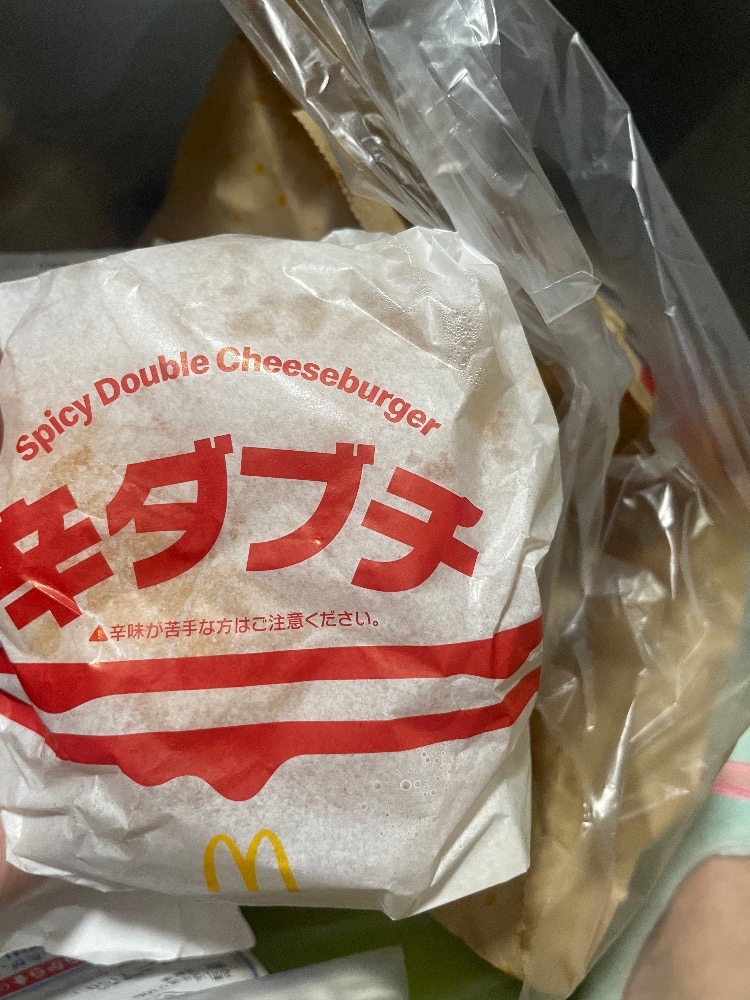 Spicy Double Cheeseburger
辛ダブチ
⚠辛味が苦手な方はご注意ください。